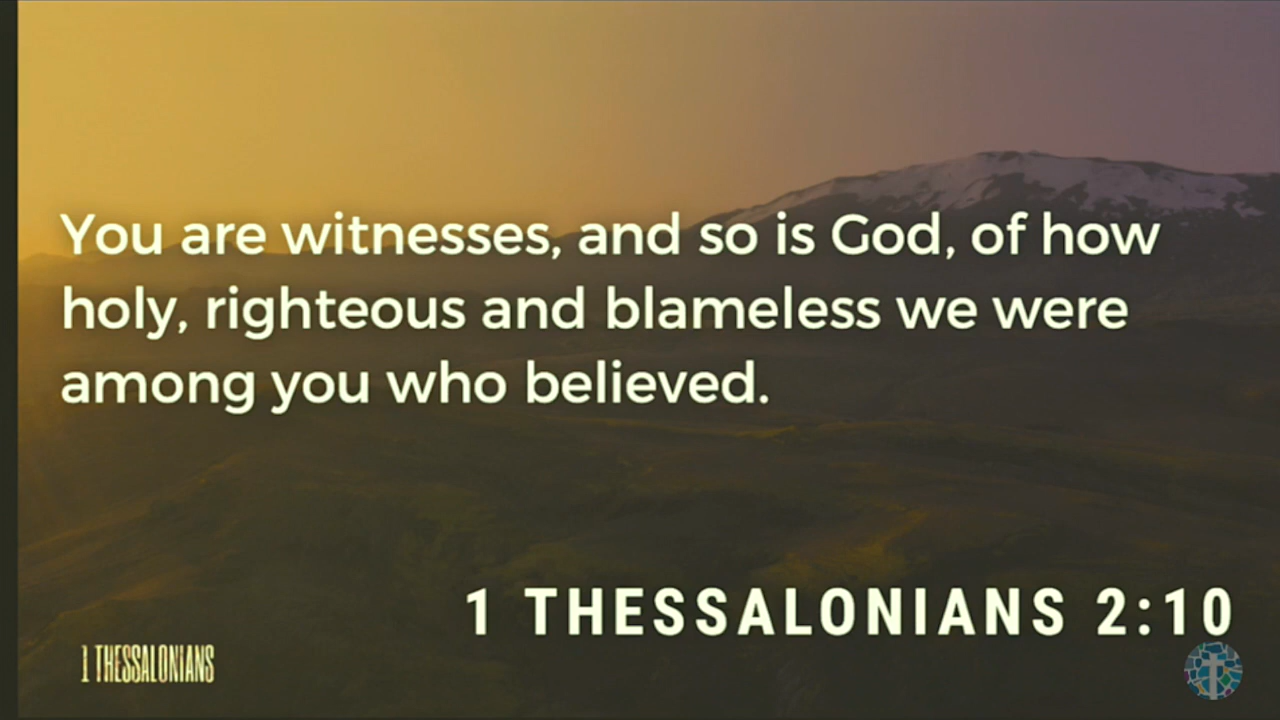 You are witnesses, and so is God, of how
holy, righteous and blameless we were
among you who believed.
1 THESSALONIANS 2:10
1 THESSALONIANS